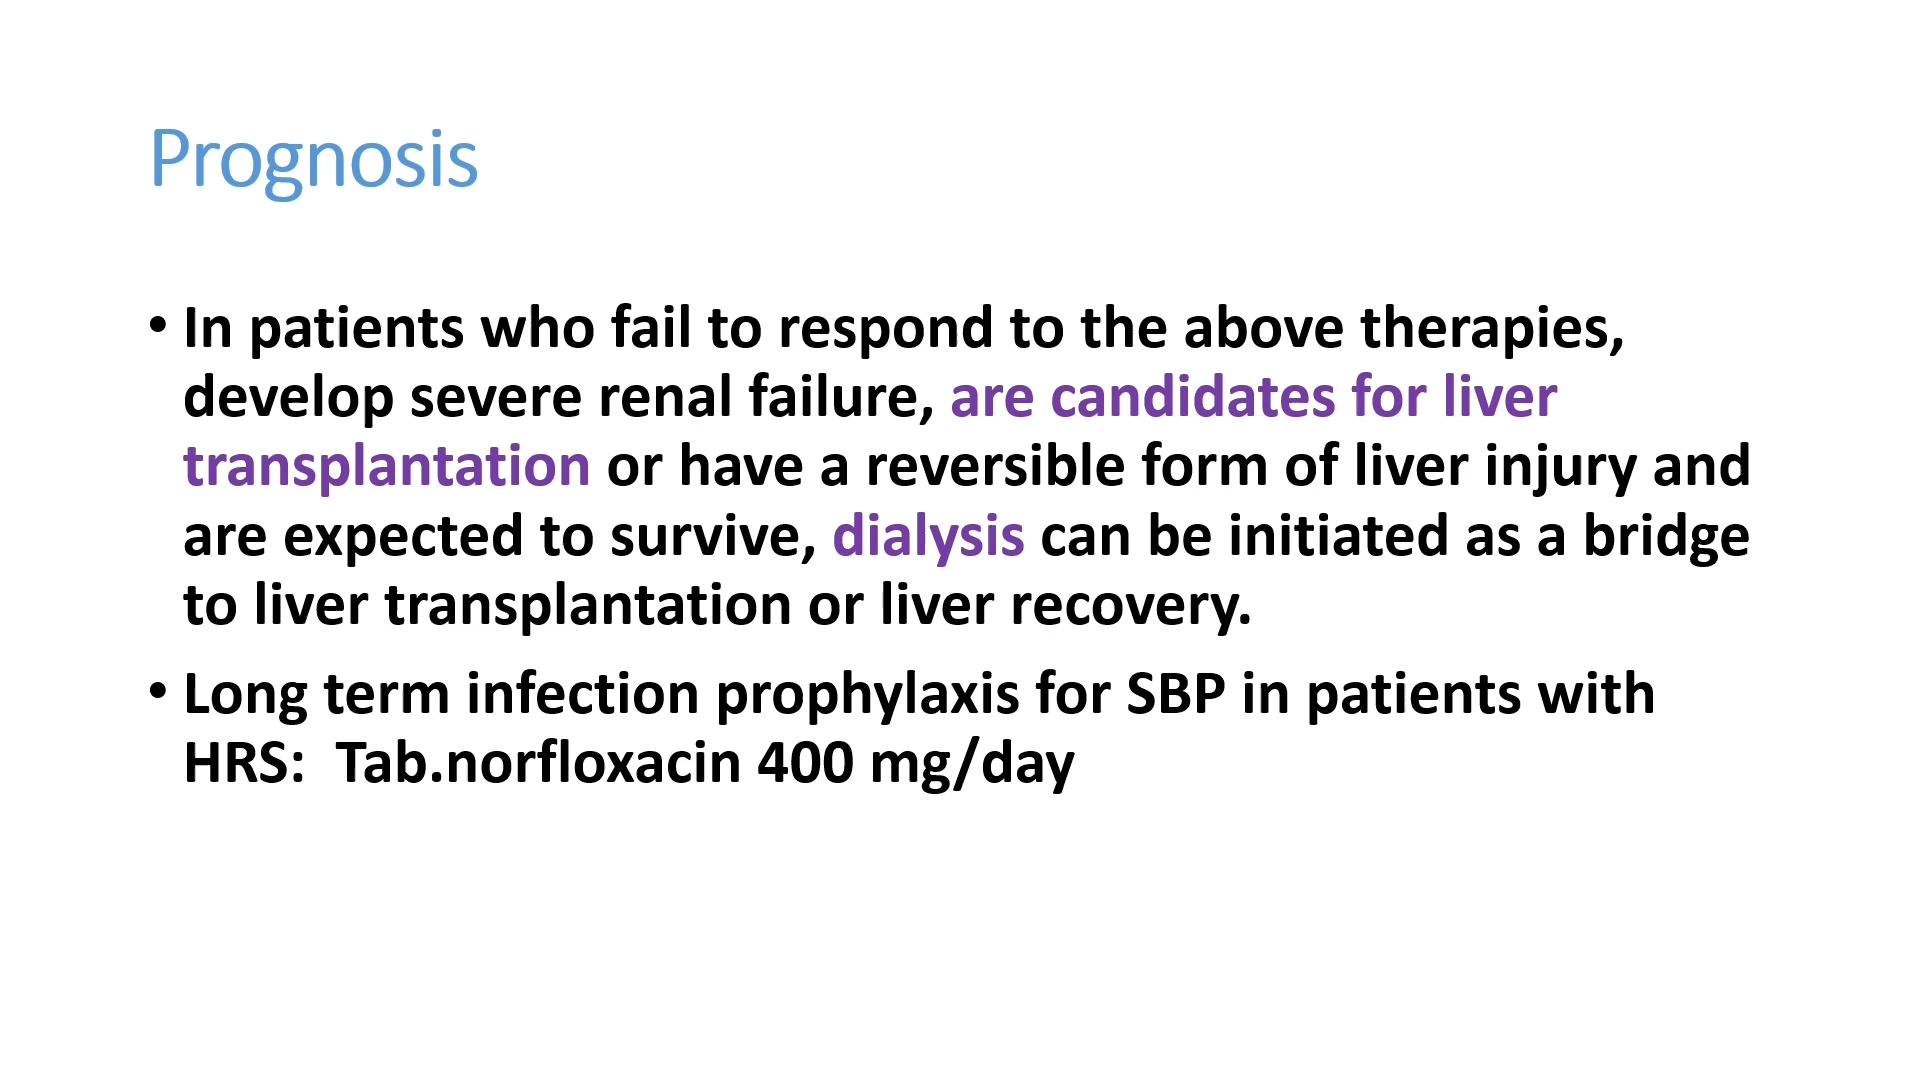 Prognosis
• In patients who fail to respond to the above therapies,
develop severe renal failure, are candidates for liver
transplantation or have a reversible form of liver injury and
are expected to survive, dialysis can be initiated as a bridge
to liver transplantation or liver recovery.
• Long term infection prophylaxis for SBP in patients with
HRS:  Tab.norfloxacin 400 mg/day